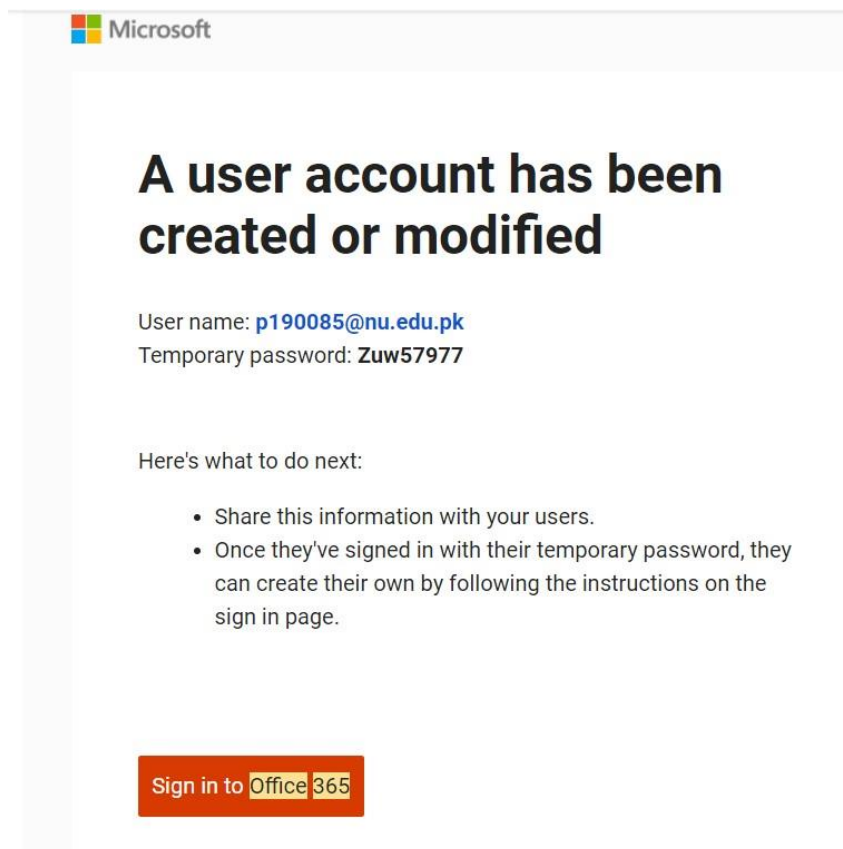 Microsoft
A user account has been
created or modified
User name: p190085@nu.edu.pk
Temporary password: Zuw57977
Here's what to do next:
• Share this information with your users.
• Once they've signed in with their temporary password, they
can create their own by following the instructions on the
sign in page.
Sign in to Office 365